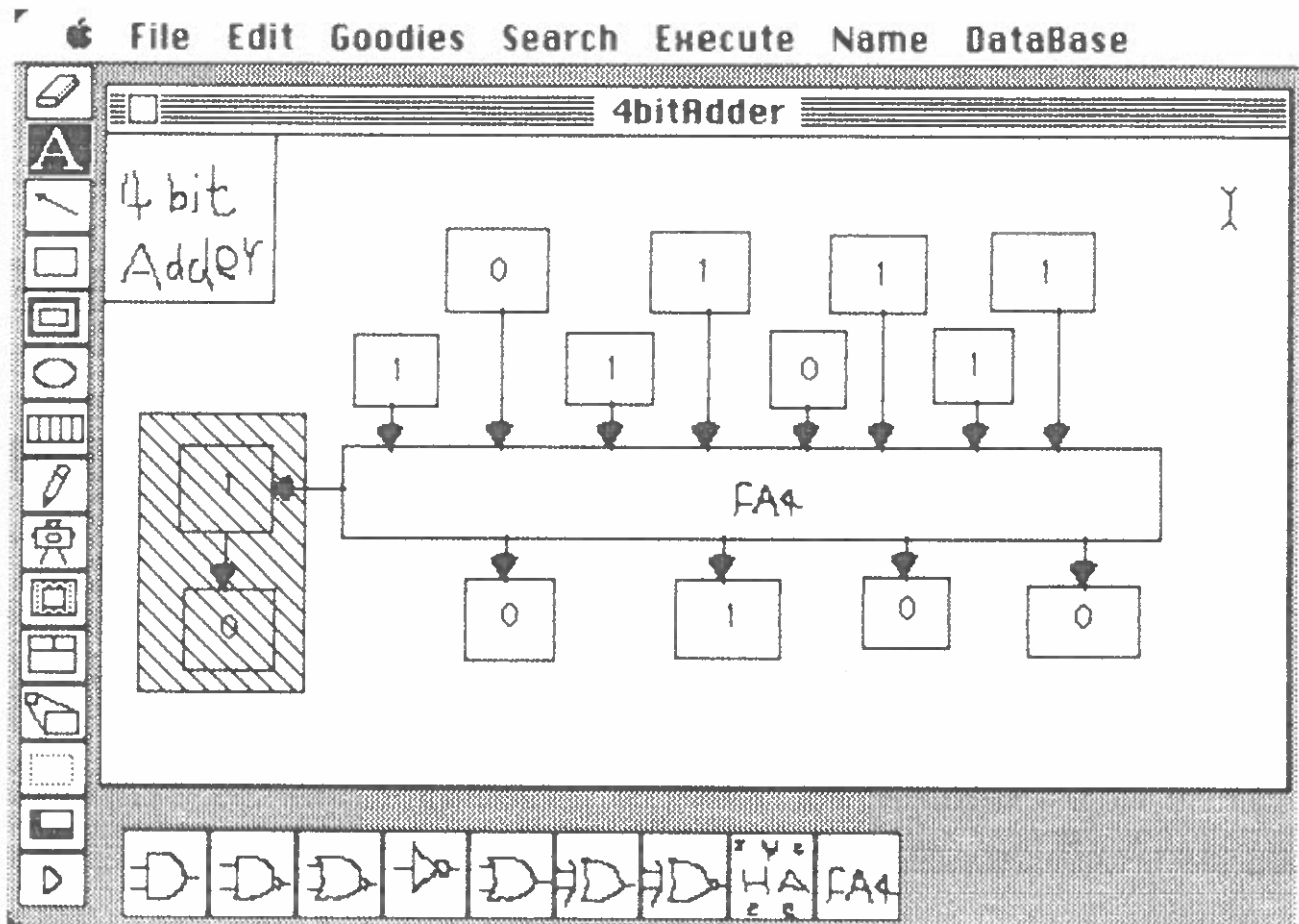 File Edit Goodies Search Execute Name DataBase
4bitAdder
A
4 bit
Adder
0 1 1 1
1 1 0 1
1
FA4
0
0 1 0 0
FA4